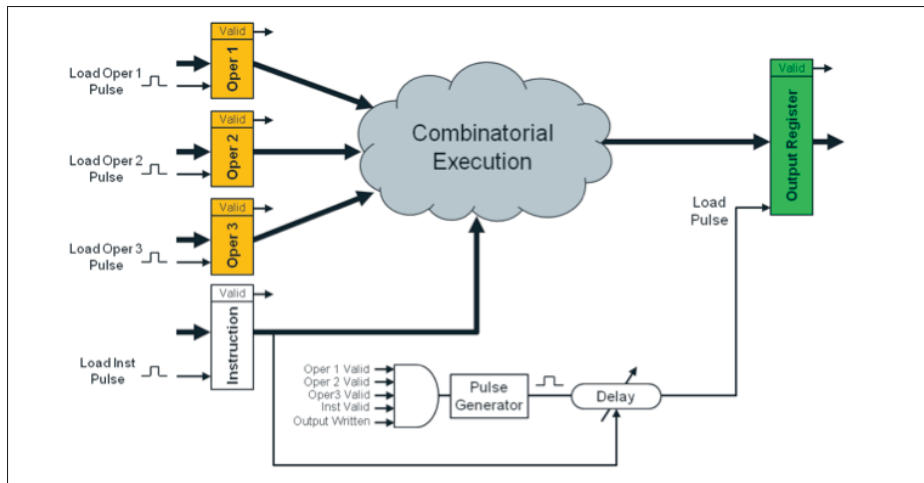 Valid
Oper 1
Load Oper 1
Pulse
Valid
Oper 2
Load Oper 2
Pulse
Valid
Oper 3
Load Oper 3
Pulse
Valid
Instruction
Load Inst
Pulse
Combinatorial
Execution
Valid
Output Register
Load
Pulse
Oper 1 Valid
Oper 2 Valid
Oper3 Valid
Inst Valid
Output Written
Pulse
Generator
Delay